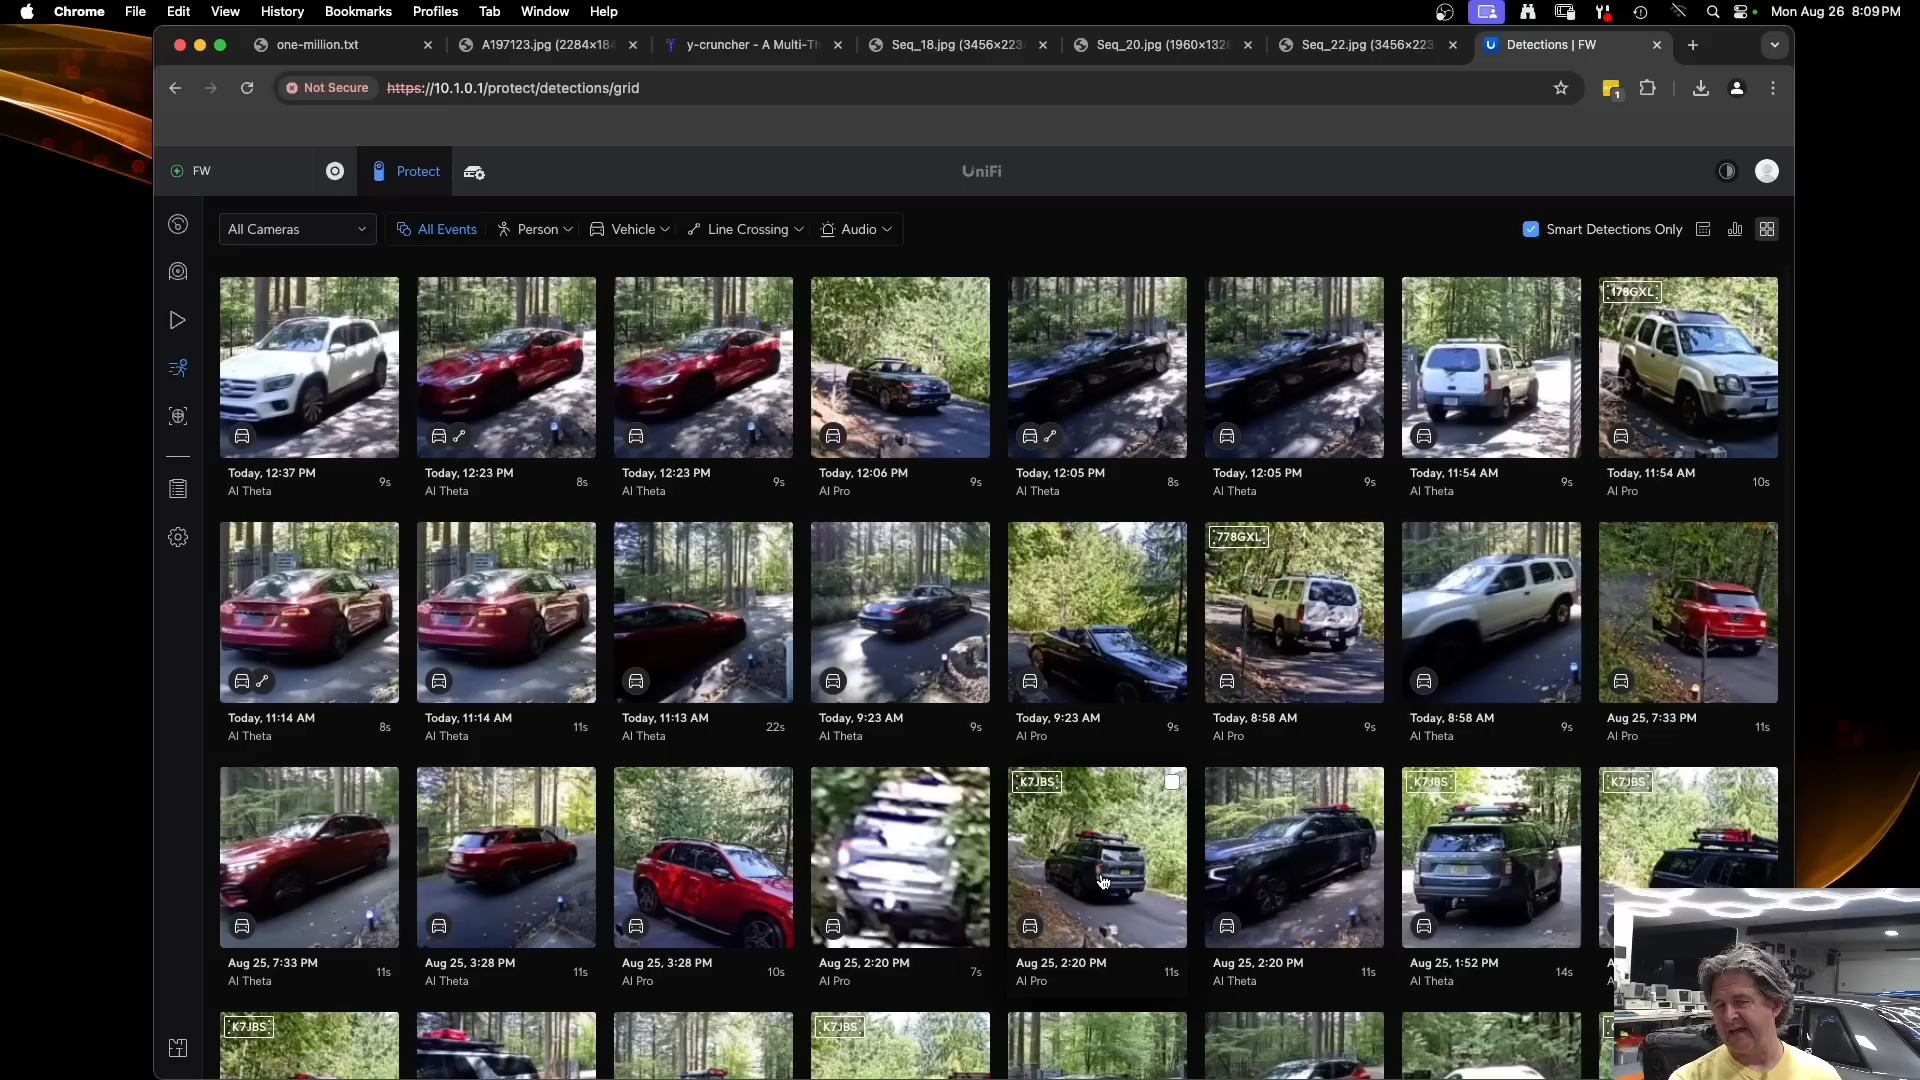 Chrome File Edit View History Bookmarks Profiles Tab Window Help
Mon Aug 26 8:09 PM
one-million.txt
A197123.jpg (2284×184
y-cruncher - A Multi-Th
Seq_18.jpg (3456×223
Seq_20.jpg (1960×132
Seq_22.jpg (3456×223
Detections | FW
Not Secure https://10.1.0.1/protect/detections/grid
1
FW
Protect
UniFi
All Cameras
All Events
Person
Vehicle
Line Crossing
Audio
Smart Detections Only
178GXL
Today, 12:37 PM
AI Theta
9s
Today, 12:23 PM
AI Theta
8s
Today, 12:23 PM
AI Theta
9s
Today, 12:06 PM
AI Pro
9s
Today, 12:05 PM
AI Theta
8s
Today, 12:05 PM
AI Theta
9s
Today, 11:54 AM
AI Theta
9s
Today, 11:54 AM
AI Pro
10s
778GXL
Today, 11:14 AM
AI Theta
8s
Today, 11:14 AM
AI Theta
11s
Today, 11:13 AM
AI Theta
22s
Today, 9:23 AM
AI Theta
9s
Today, 9:23 AM
AI Pro
9s
Today, 8:58 AM
AI Pro
9s
Today, 8:58 AM
AI Theta
9s
Aug 25, 7:33 PM
AI Pro
11s
K7JBS
K7JBS
K7JBS
Aug 25, 7:33 PM
AI Theta
11s
Aug 25, 3:28 PM
AI Theta
11s
Aug 25, 3:28 PM
AI Pro
10s
Aug 25, 2:20 PM
AI Pro
7s
Aug 25, 2:20 PM
AI Pro
11s
Aug 25, 2:20 PM
AI Theta
11s
Aug 25, 1:52 PM
AI Theta
14s
K7JBS
K7JBS